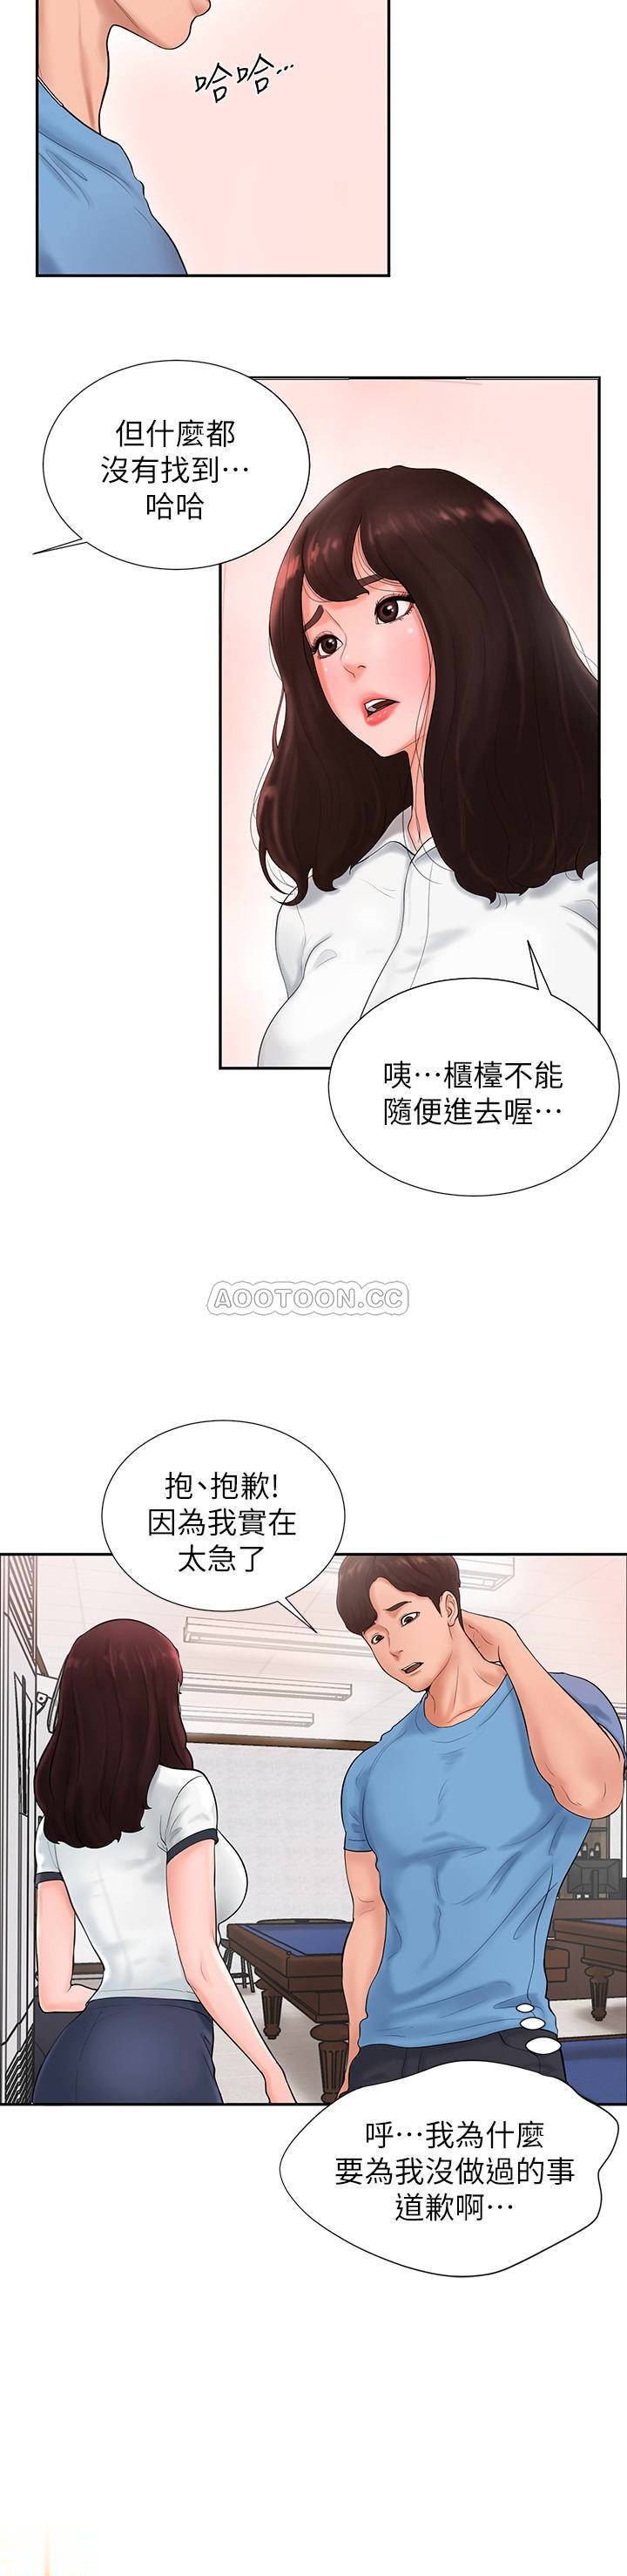 哈哈…
但什麼都
沒有找到…
哈哈
咦…櫃檯不能
隨便進去喔…
AOOTOON.CC
抱、抱歉!
因為我實在
太急了
呼…我為什麼
要為我沒做過的事
道歉啊…